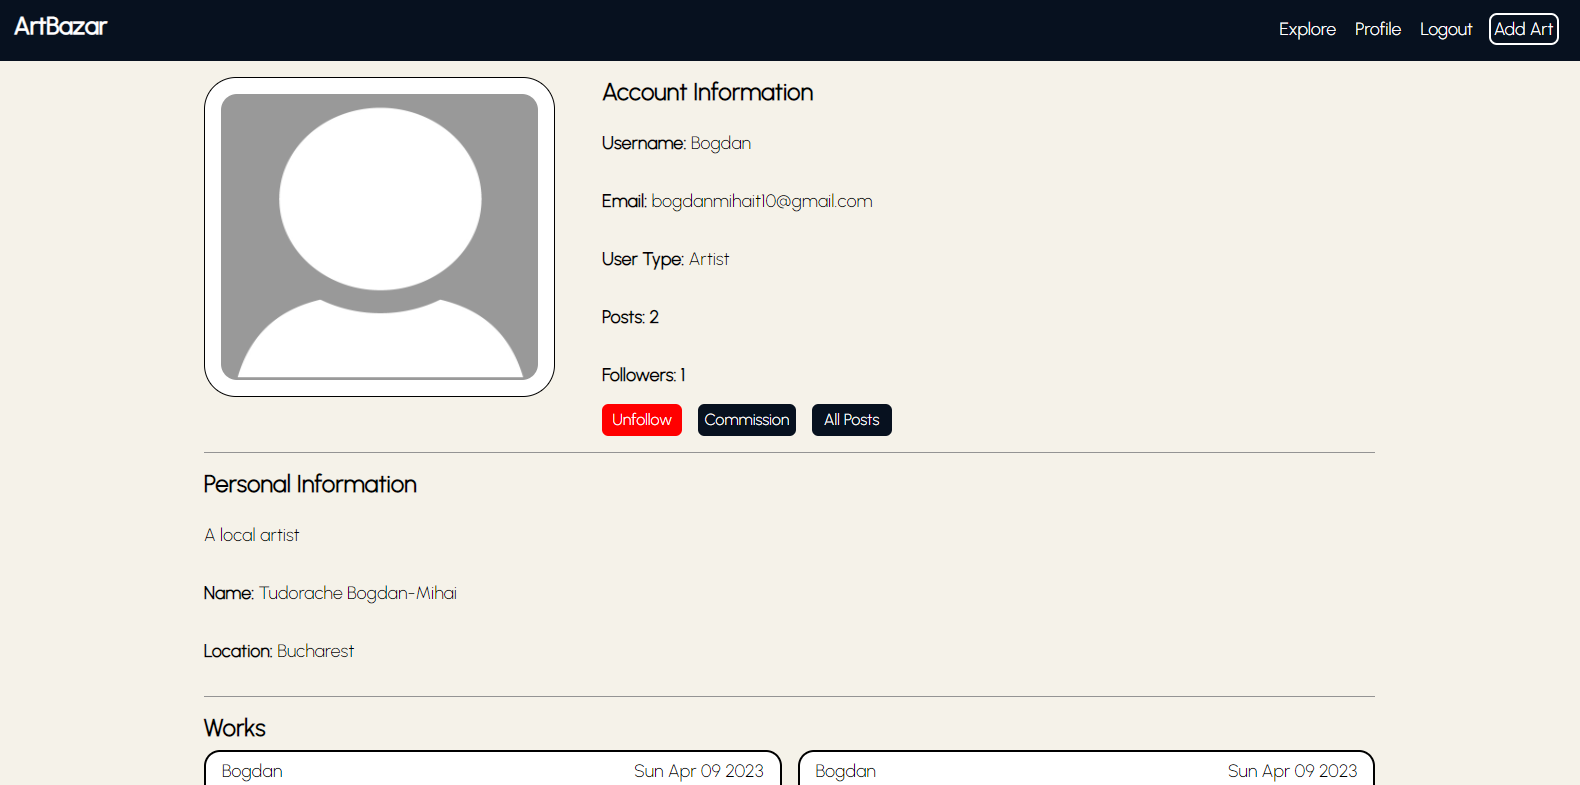 ArtBazar
Explore Profile Logout Add Art
Account Information
Username: Bogdan
Email: bogdanmihait10@gmail.com
User Type: Artist
Posts: 2
Followers: 1
Unfollow Commission All Posts
Personal Information
A local artist
Name: Tudorache Bogdan-Mihai
Location: Bucharest
Works
Bogdan Sun Apr 09 2023
Bogdan Sun Apr 09 2023